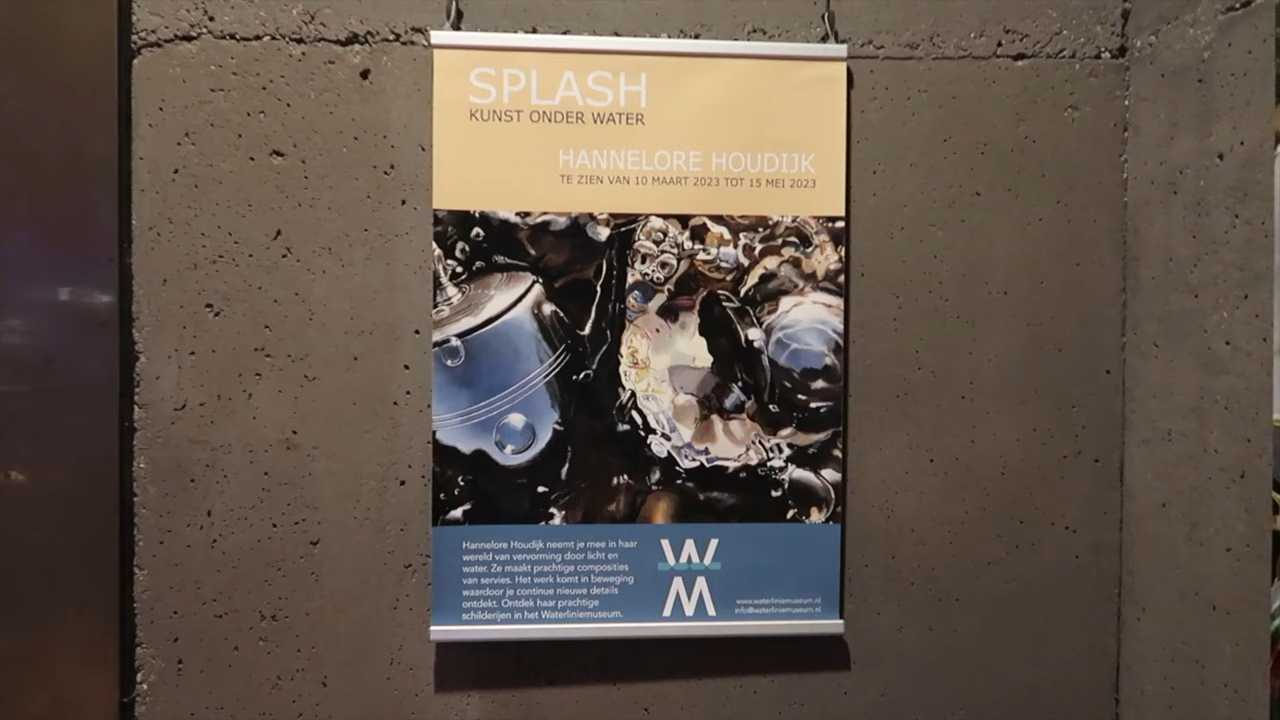 SPLASH
KUNST ONDER WATER
HANNELORE HOUDIJK
TE ZIEN VAN 10 MAART 2023 TOT 15 MEI 2023
Hannelore Houdijk neemt je mee in haar
wereld van vervorming door licht en
water. Ze maakt prachtige composities
van servies. Het werk komt in beweging
waardoor je continue nieuwe details
ontdekt. Ontdek haar prachtige
schilderijen in het Waterliniemuseum.
W
M
www.waterliniemuseum.nl
info@waterliniemuseum.nl